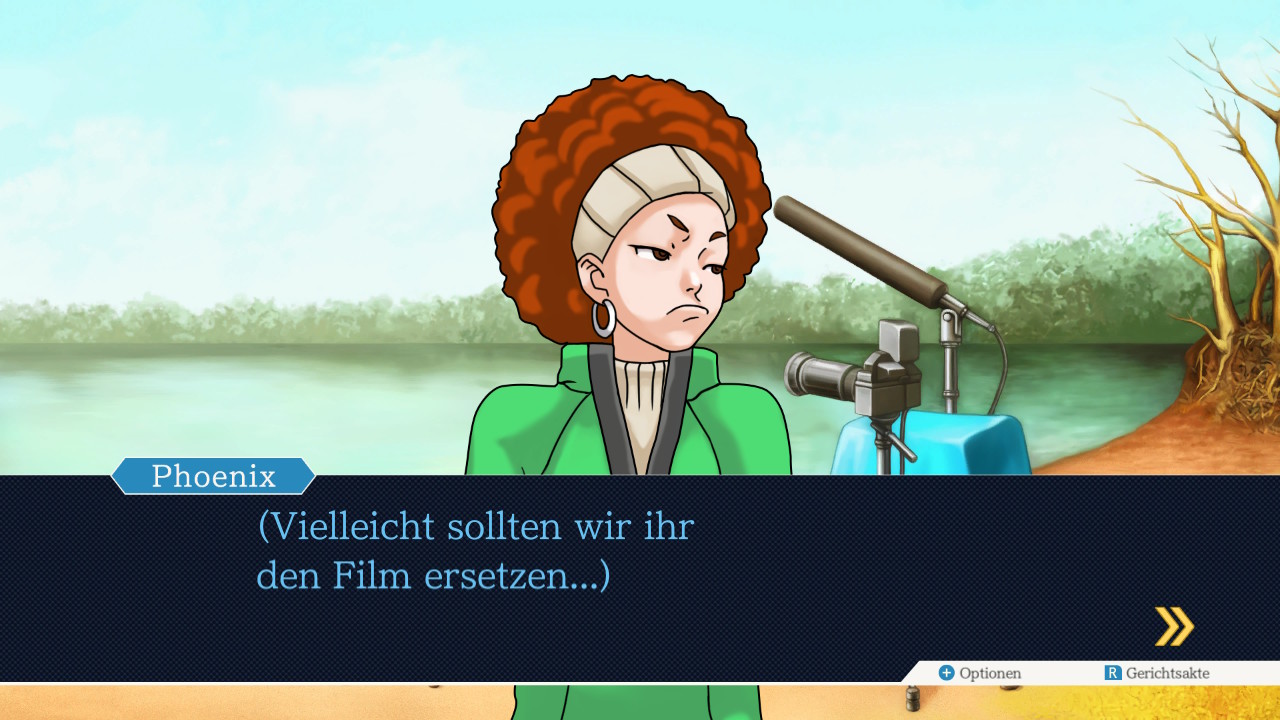 Phoenix
(Vielleicht sollten wir ihr
den Film ersetzen...)
+ Optionen
R Gerichtsakte